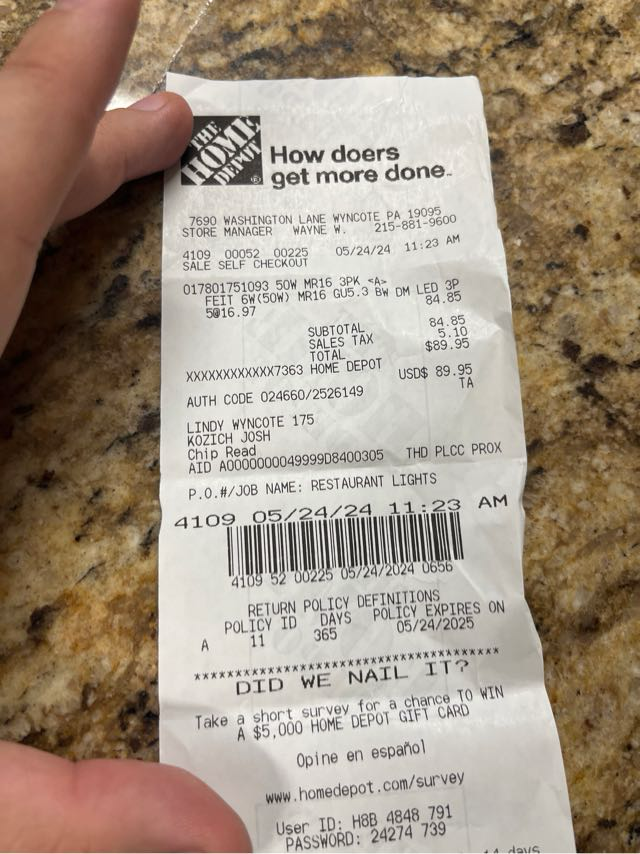 THE
HOME
DEPOT
®
How doers
get more done.™
7690 WASHINGTON LANE WYNCOTE PA 19095
STORE MANAGER WAYNE W. 215-881-9600
4109 00052 00225 05/24/24 11:23 AM
SALE SELF CHECKOUT
017801751093 50W MR16 3PK <A>
FEIT 6W(50W) MR16 GU5.3 BW DM LED 3P
5@16.97 84.85
SUBTOTAL 84.85
SALES TAX 5.10
TOTAL $89.95
XXXXXXXXXXXX7363 HOME DEPOT
USD$ 89.95
AUTH CODE 024660/2526149 TA
LINDY WYNCOTE 175
KOZICH JOSH
Chip Read
AID A0000000049999D8400305 THD PLCC PROX
P.O.#/JOB NAME: RESTAURANT LIGHTS
4109 05/24/24 11:23 AM
4109 52 00225 05/24/2024 0656
RETURN POLICY DEFINITIONS
POLICY ID DAYS POLICY EXPIRES ON
A 11 365 05/24/2025
****************************************
DID WE NAIL IT?
Take a short survey for a chance TO WIN
A $5,000 HOME DEPOT GIFT CARD
Opine en español
www.homedepot.com/survey
User ID: H8B 4848 791
PASSWORD: 24274 739
14 days